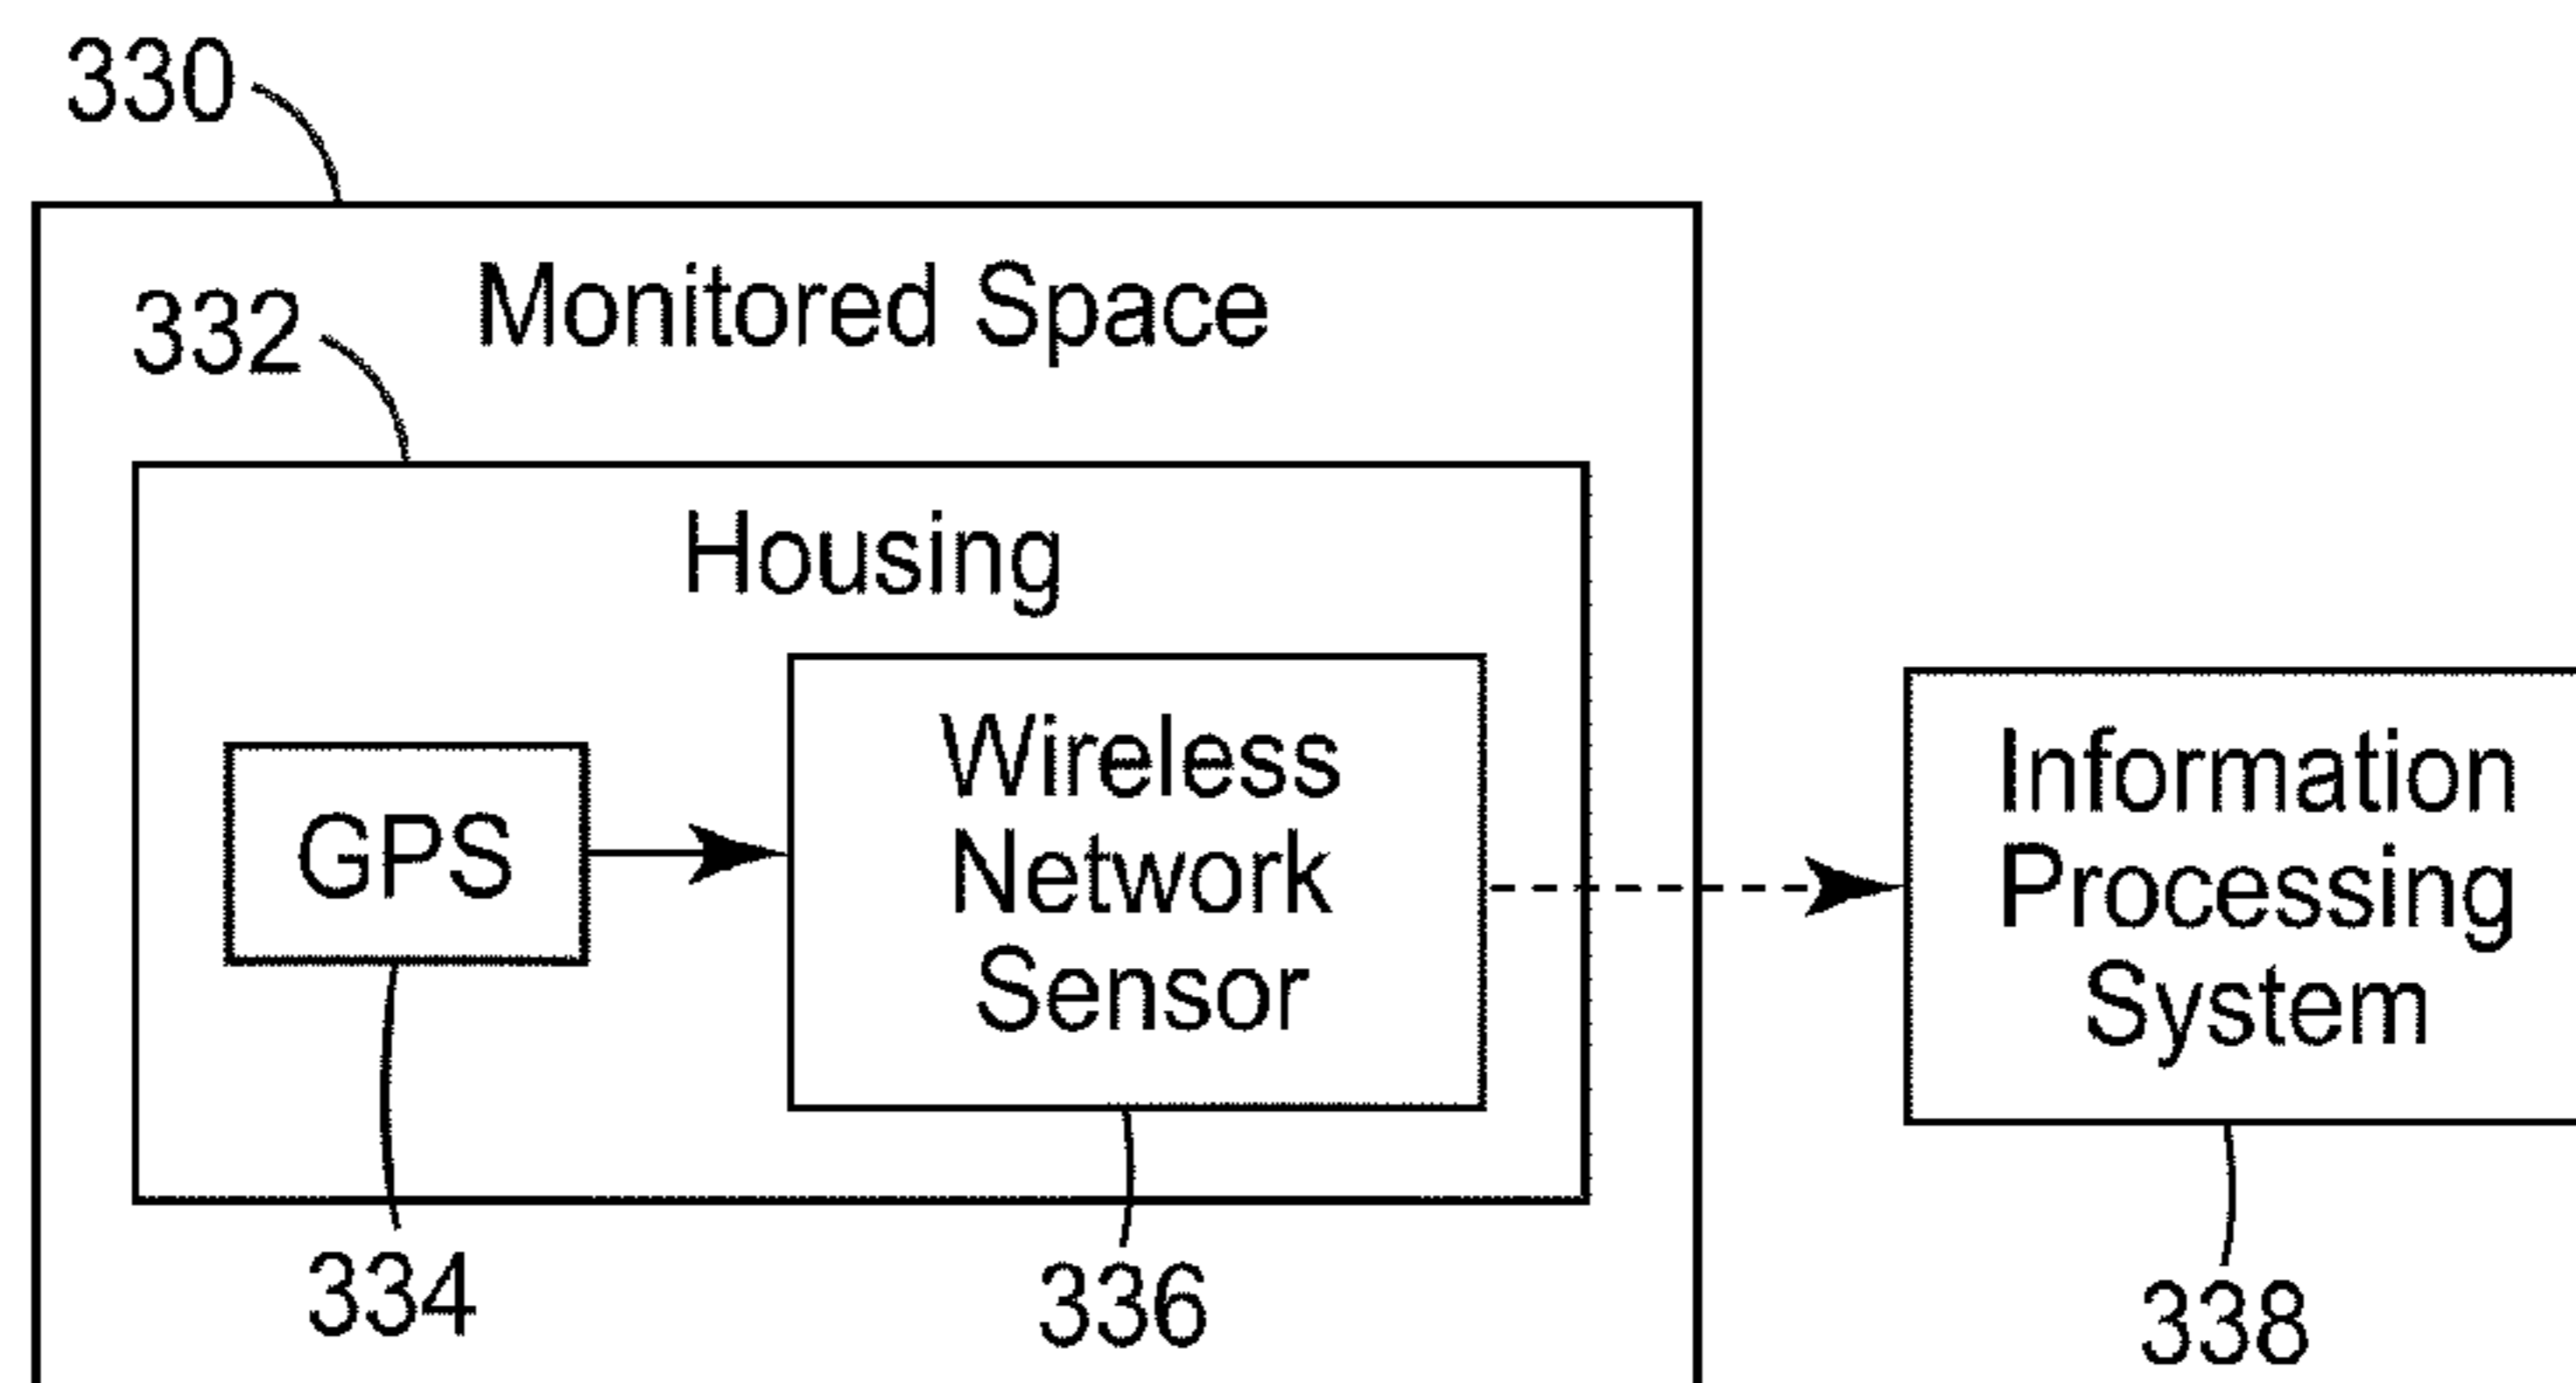 330
Monitored Space
332
Housing
GPS
Wireless
Network
Sensor
Information
Processing
System
334
336
338